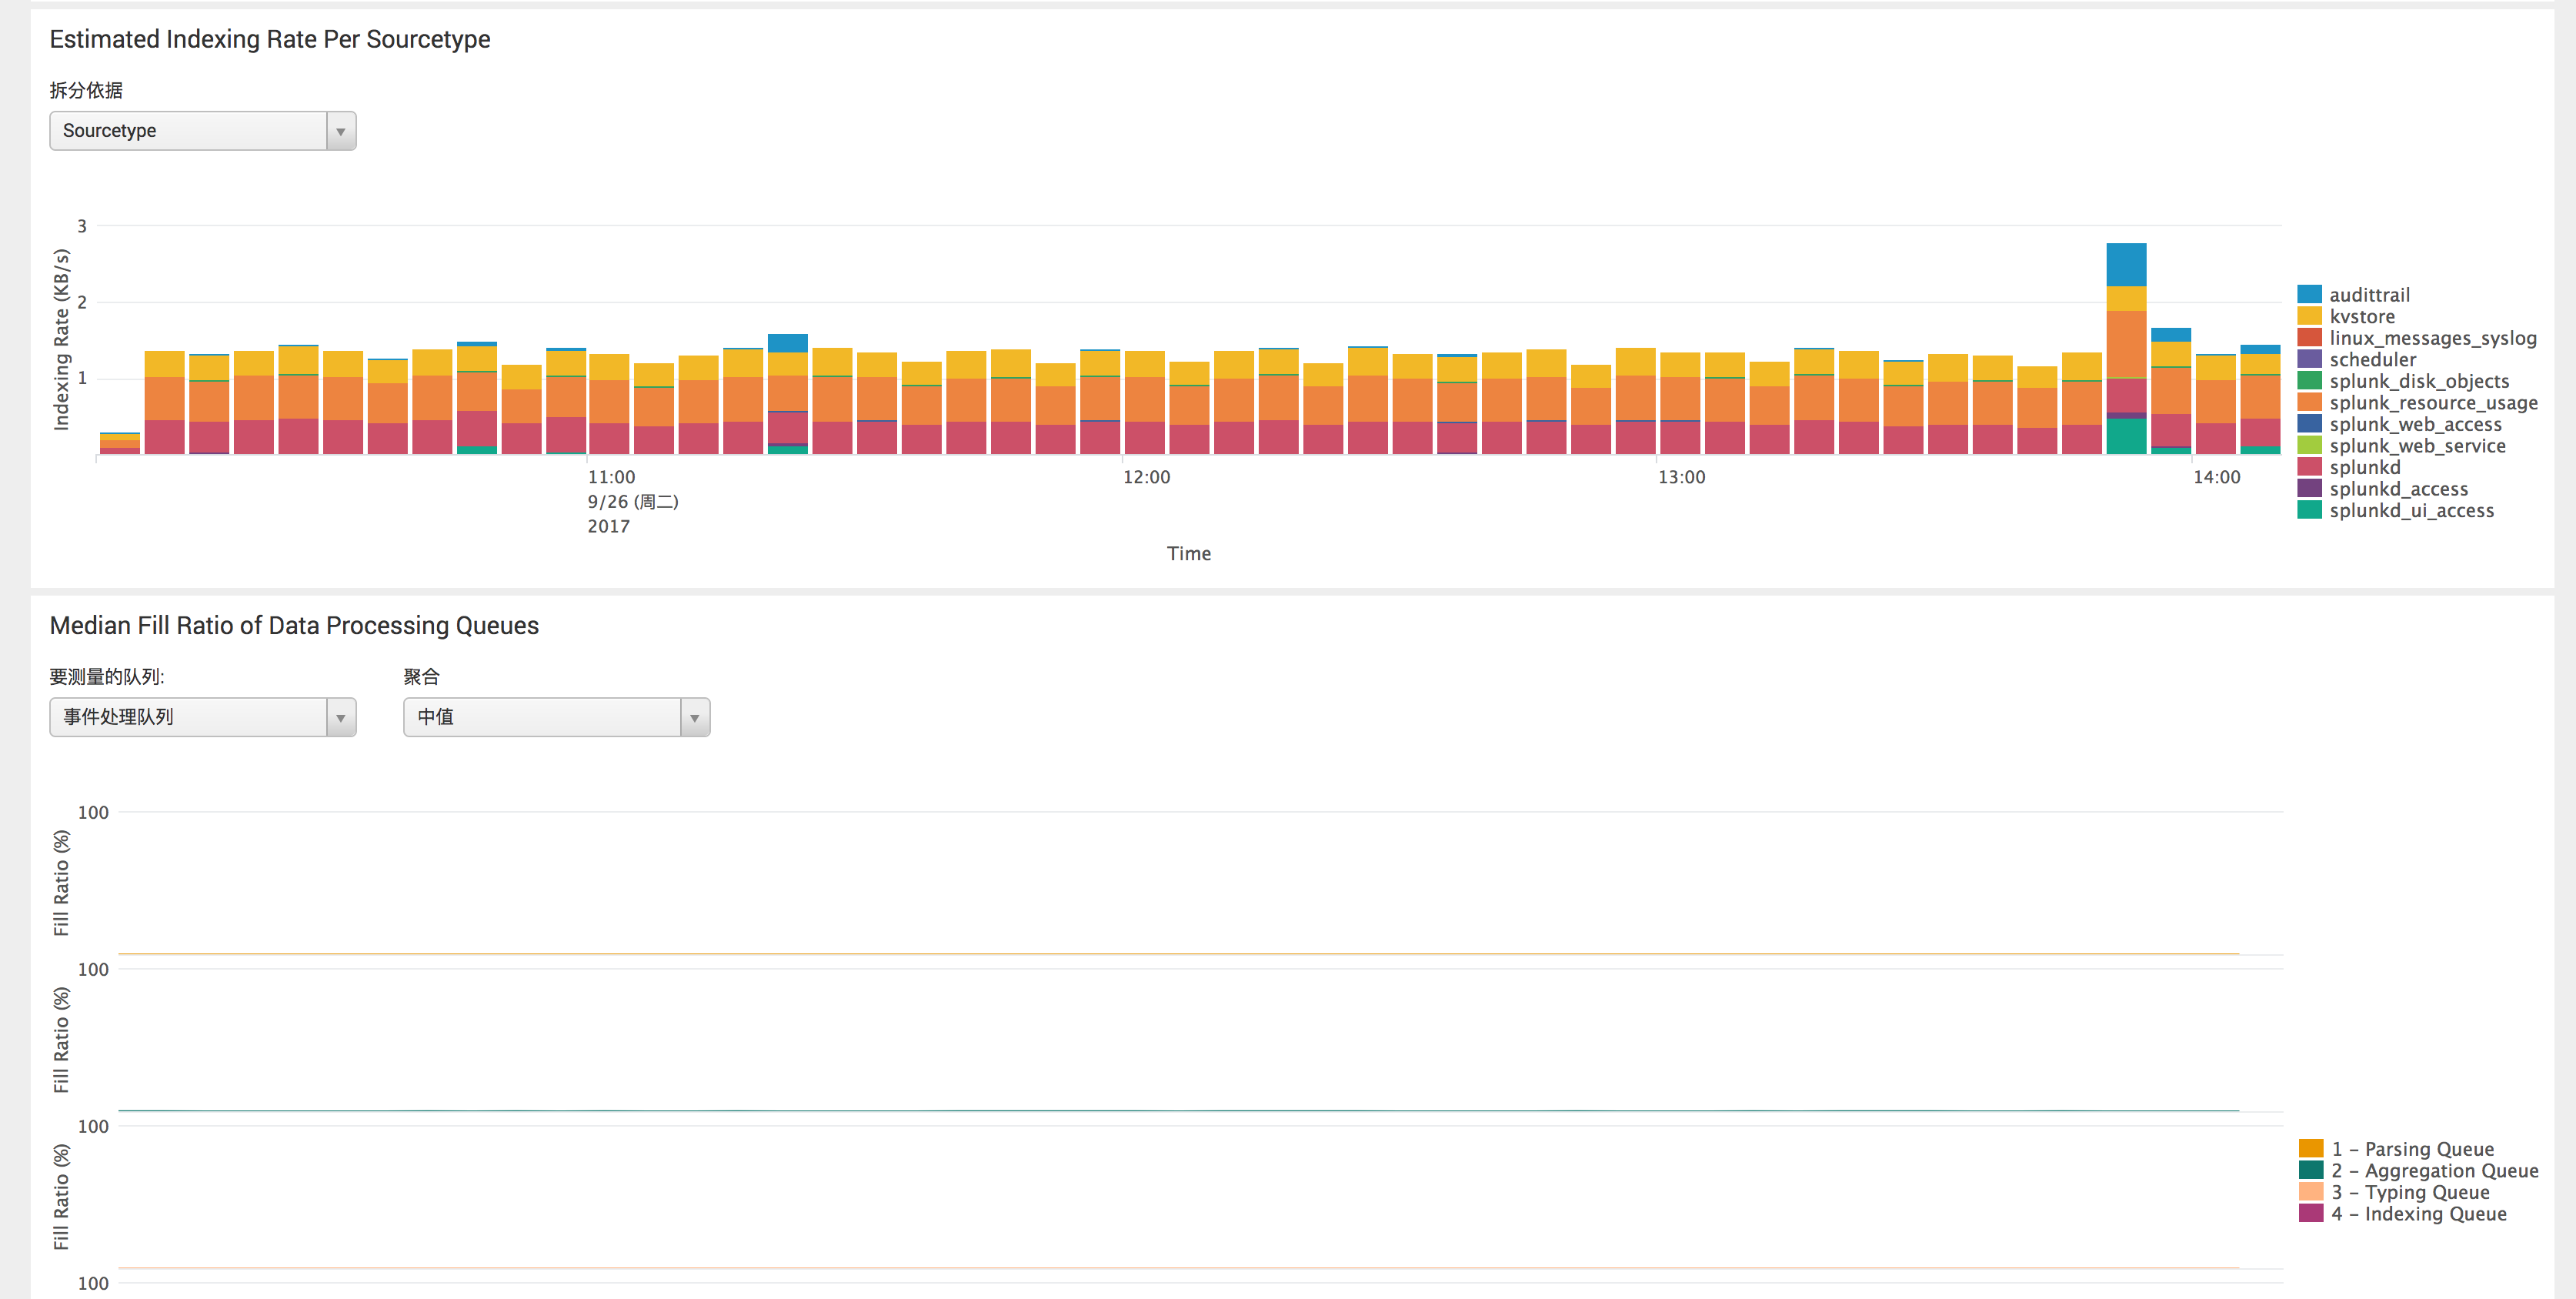 Estimated Indexing Rate Per Sourcetype
拆分依据
Sourcetype
3
2
1
Indexing Rate (KB/s)
11:00
9/26 (周二)
2017
12:00
13:00
14:00
Time
audittrail
kvstore
linux_messages_syslog
scheduler
splunk_disk_objects
splunk_resource_usage
splunk_web_access
splunk_web_service
splunkd
splunkd_access
splunkd_ui_access
Median Fill Ratio of Data Processing Queues
要测量的队列:
聚合
事件处理队列
中值
100
Fill Ratio (%)
100
Fill Ratio (%)
100
Fill Ratio (%)
100
1 – Parsing Queue
2 – Aggregation Queue
3 – Typing Queue
4 – Indexing Queue